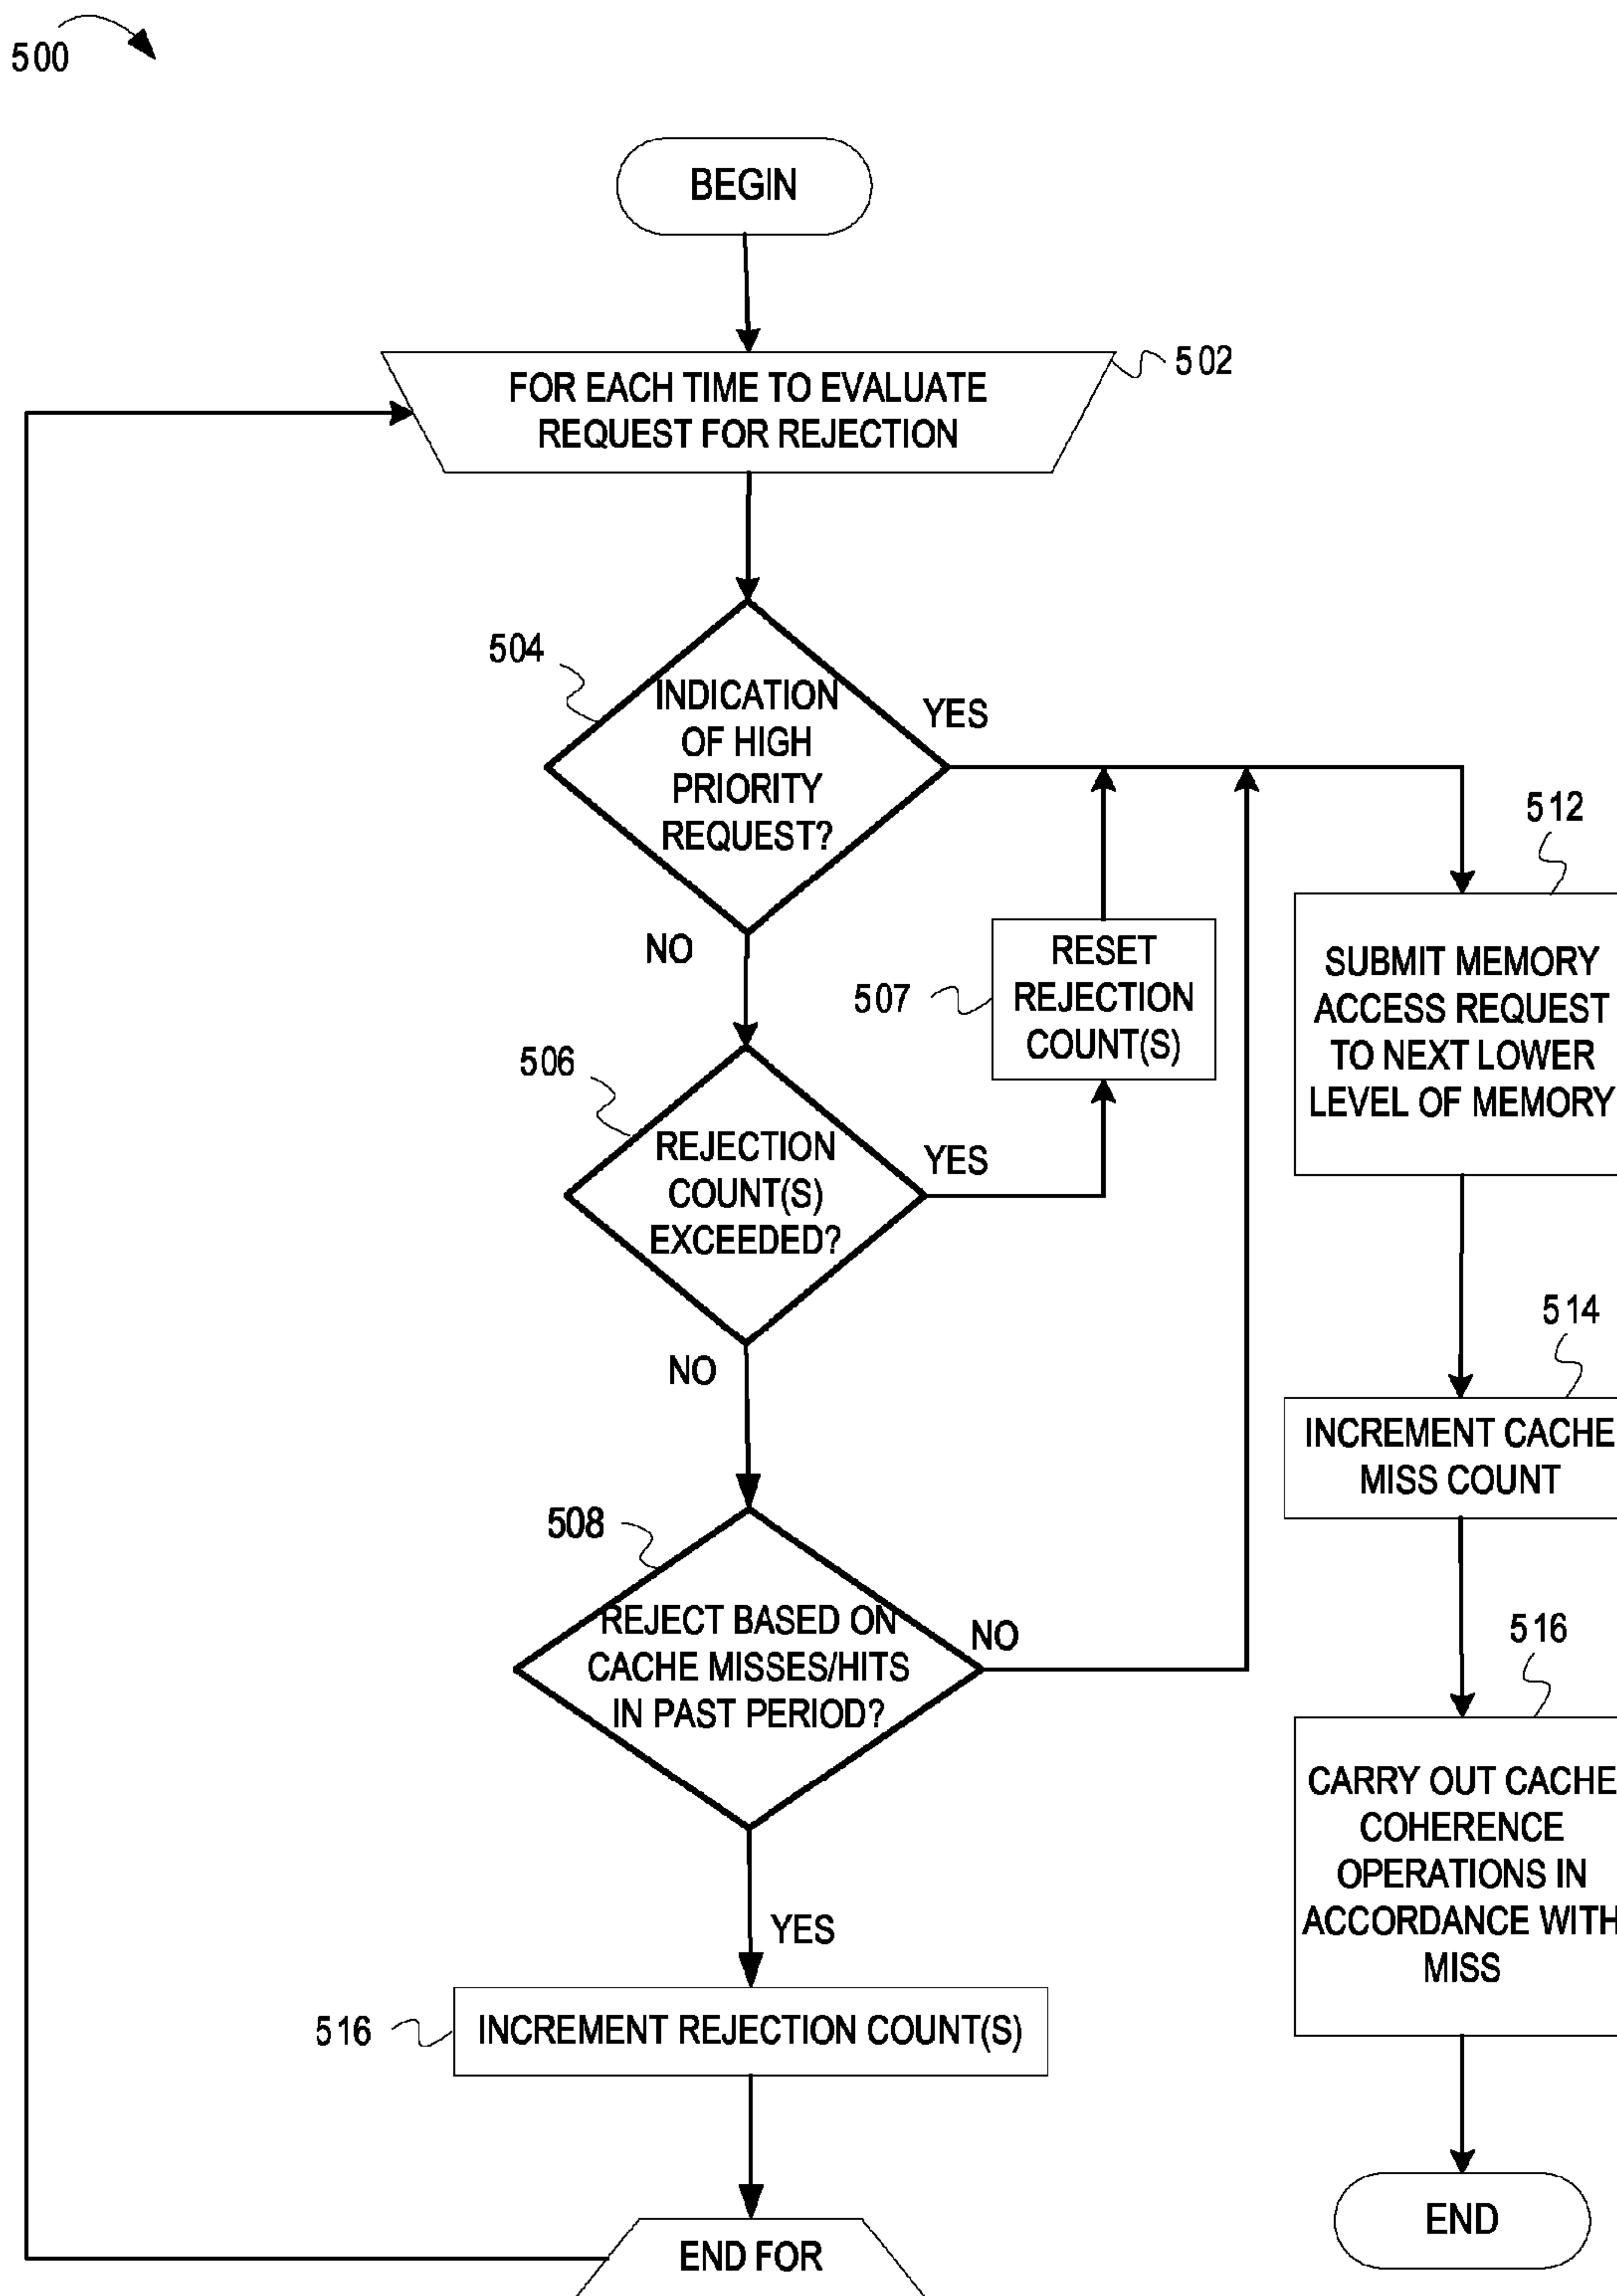 500
BEGIN
FOR EACH TIME TO EVALUATE
REQUEST FOR REJECTION
502
504
INDICATION
OF HIGH
PRIORITY
REQUEST?
YES
NO
506
REJECTION
COUNT(S)
EXCEEDED?
YES
NO
507
RESET
REJECTION
COUNT(S)
508
REJECT BASED ON
CACHE MISSES/HITS
IN PAST PERIOD?
NO
YES
516
INCREMENT REJECTION COUNT(S)
END FOR
512
SUBMIT MEMORY
ACCESS REQUEST
TO NEXT LOWER
LEVEL OF MEMORY
514
INCREMENT CACHE
MISS COUNT
516
CARRY OUT CACHE
COHERENCE
OPERATIONS IN
ACCORDANCE WITH
MISS
END